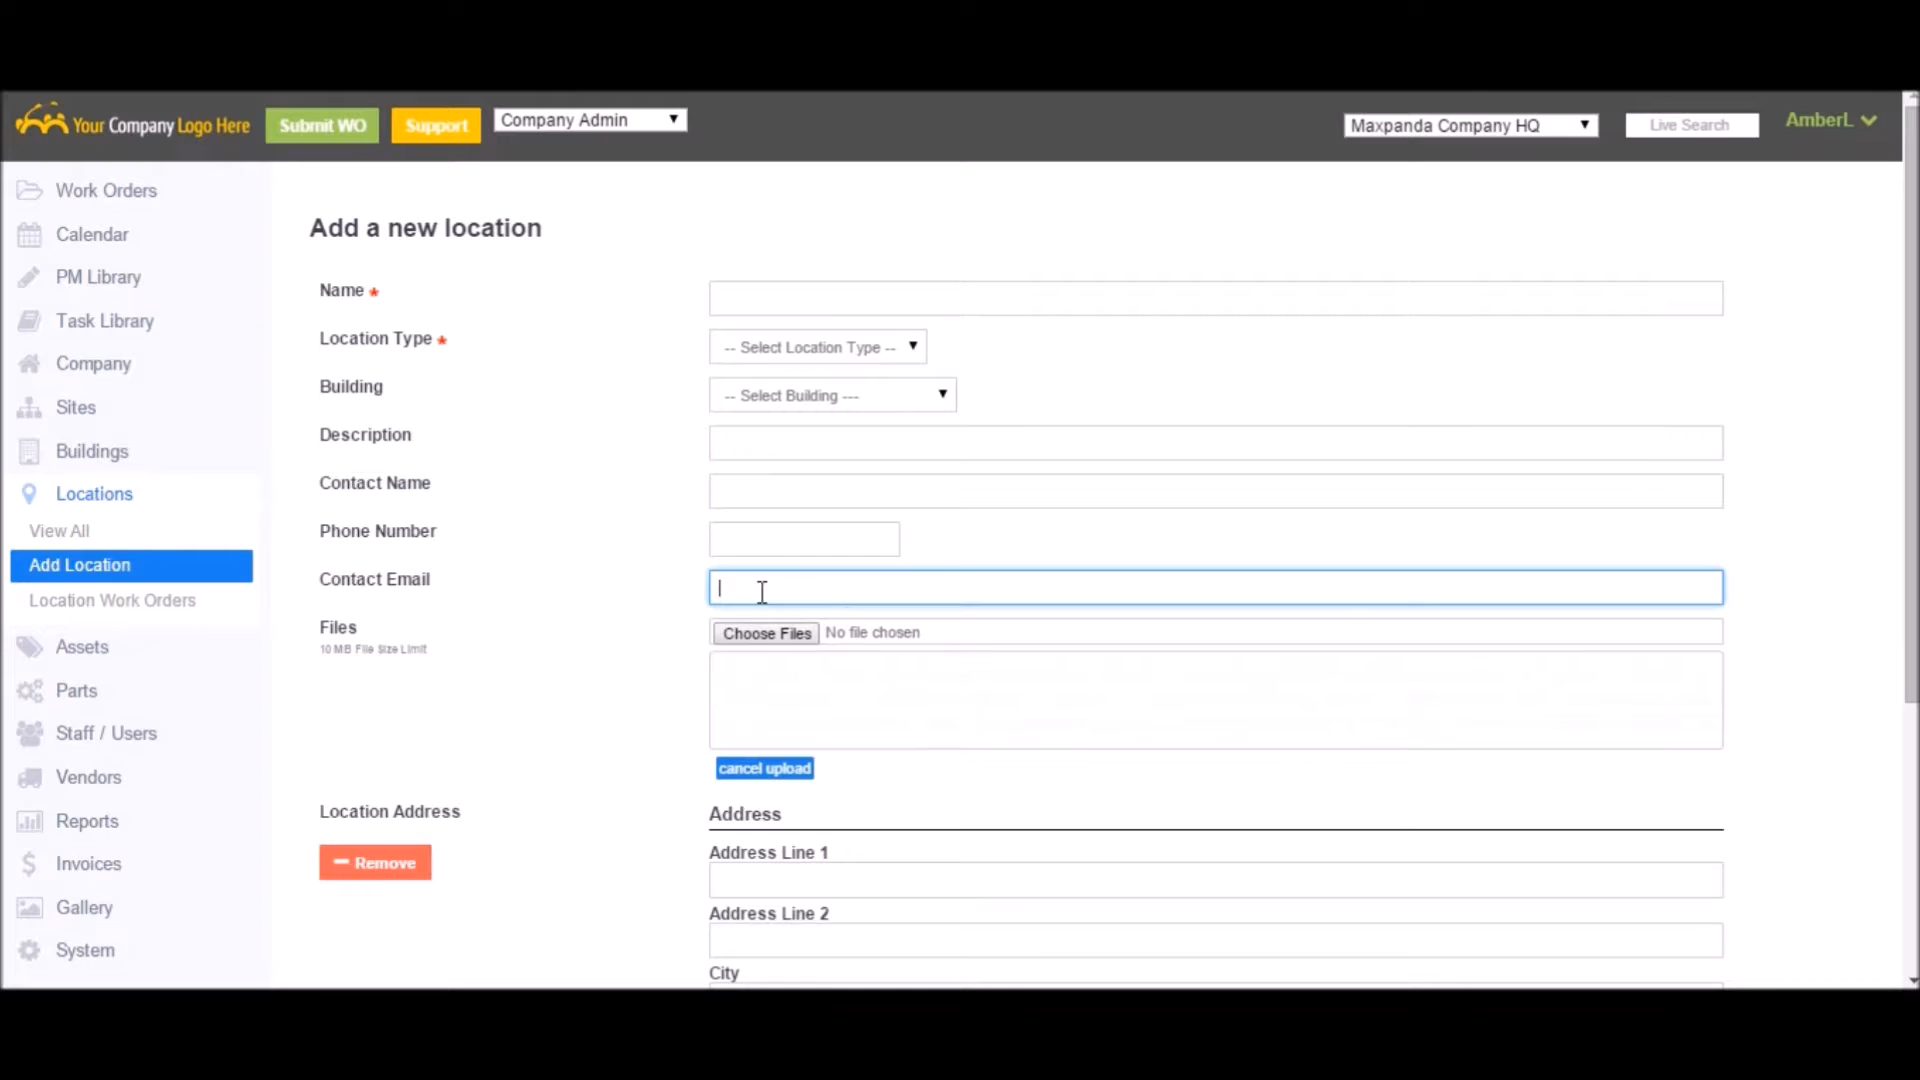 Your Company Logo Here
Submit WO
Support
Company Admin
Maxpanda Company HQ
Live Search
AmberL
Work Orders
Calendar
PM Library
Task Library
Company
Sites
Buildings
Locations
View All
Add Location
Location Work Orders
Assets
Parts
Staff / Users
Vendors
Reports
Invoices
Gallery
System
Add a new location
Name *
Location Type *
-- Select Location Type --
Building
-- Select Building ---
Description
Contact Name
Phone Number
Contact Email
Files
10 MB File Size Limit
Choose Files No file chosen
cancel upload
Location Address
Remove
Address
Address Line 1
Address Line 2
City